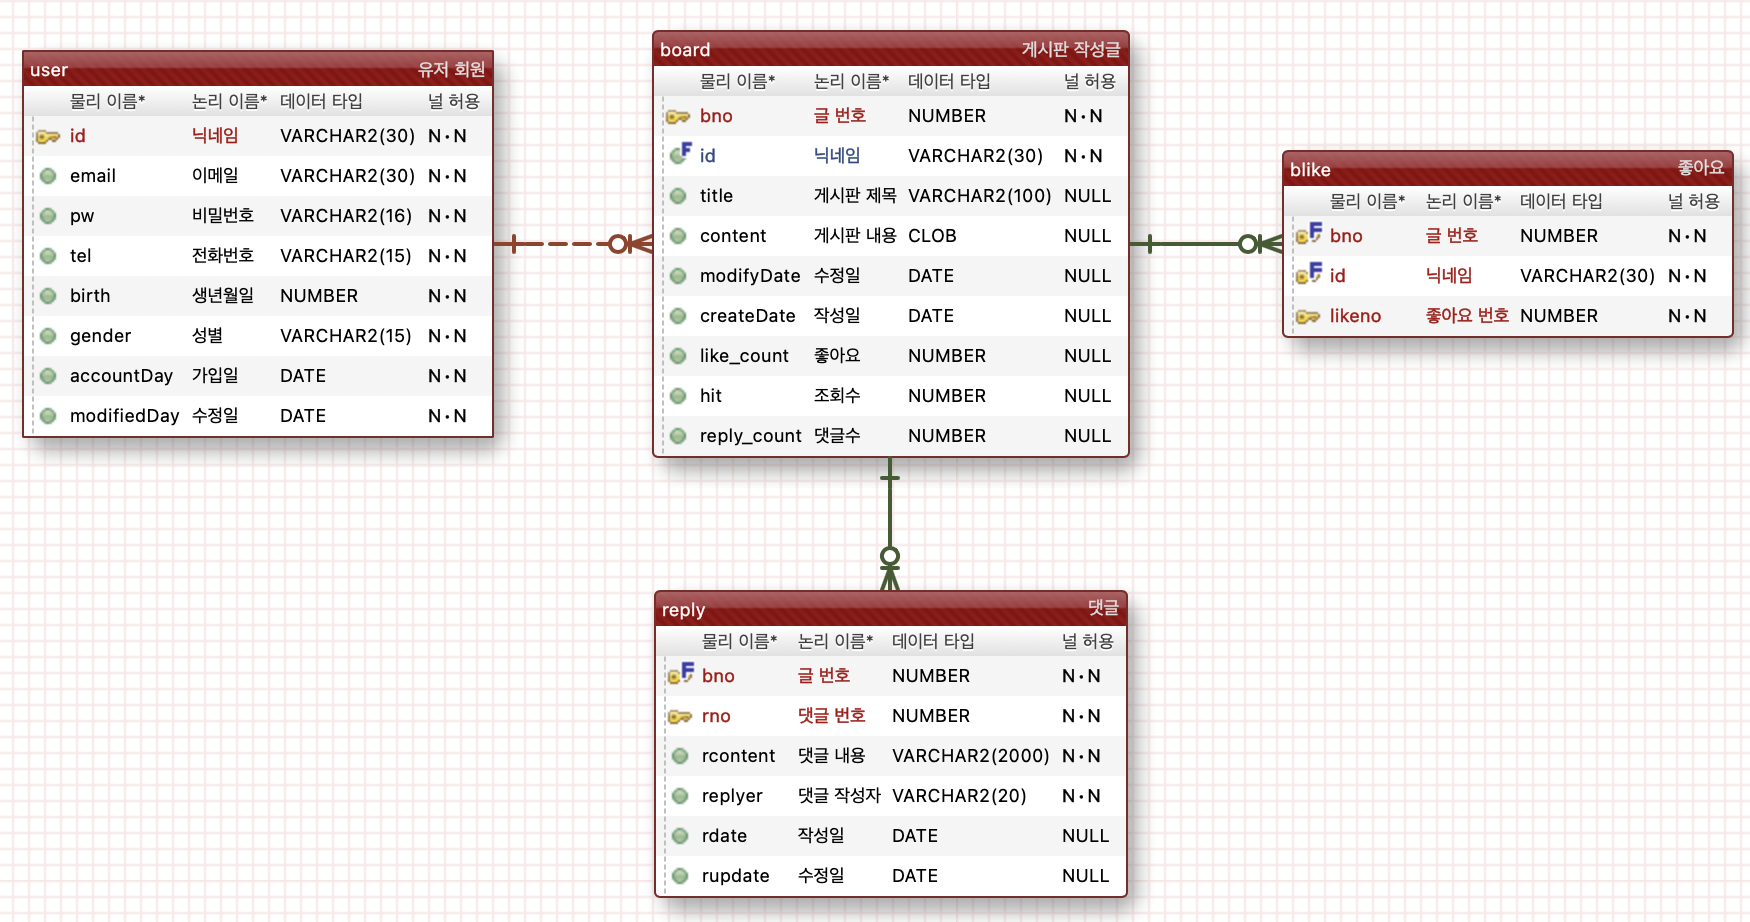 user 유저 회원
물리 이름* 논리 이름* 데이터 타입 널 허용
id 닉네임 VARCHAR2(30) N·N
email 이메일 VARCHAR2(30) N·N
pw 비밀번호 VARCHAR2(16) N·N
tel 전화번호 VARCHAR2(15) N·N
birth 생년월일 NUMBER N·N
gender 성별 VARCHAR2(15) N·N
accountDay 가입일 DATE N·N
modifiedDay 수정일 DATE N·N
board 게시판 작성글
물리 이름* 논리 이름* 데이터 타입 널 허용
bno 글 번호 NUMBER N·N
F id 닉네임 VARCHAR2(30) N·N
title 게시판 제목 VARCHAR2(100) NULL
content 게시판 내용 CLOB NULL
modifyDate 수정일 DATE NULL
createDate 작성일 DATE NULL
like_count 좋아요 NUMBER NULL
hit 조회수 NUMBER NULL
reply_count 댓글수 NUMBER NULL
blike 좋아요
물리 이름* 논리 이름* 데이터 타입 널 허용
F bno 글 번호 NUMBER N·N
F id 닉네임 VARCHAR2(30) N·N
likeno 좋아요 번호 NUMBER N·N
reply 댓글
물리 이름* 논리 이름* 데이터 타입 널 허용
F bno 글 번호 NUMBER N·N
rno 댓글 번호 NUMBER N·N
rcontent 댓글 내용 VARCHAR2(2000) N·N
replyer 댓글 작성자 VARCHAR2(20) N·N
rdate 작성일 DATE NULL
rupdate 수정일 DATE NULL